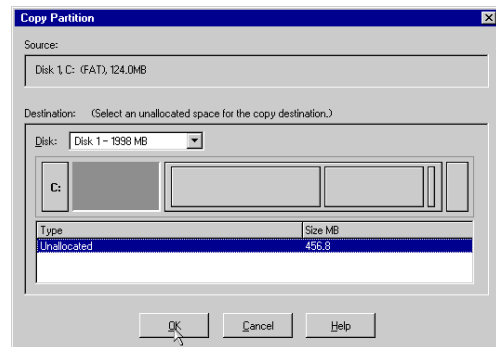 Copy Partition
Source:
Disk 1, C: (FAT), 124.0MB
Destination: (Select an unallocated space for the copy destination.)
Disk: Disk 1 - 1998 MB
C:
Type Size MB
Unallocated 456.8
OK Cancel Help